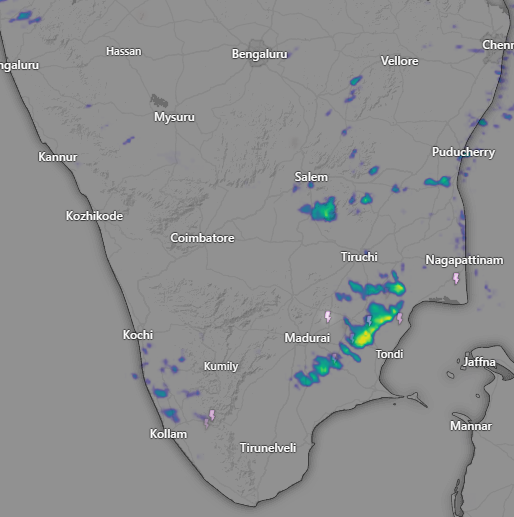 Hassan
Bengaluru
Chenn
ngaluru
Vellore
Mysuru
Kannur
Puducherry
Salem
Kozhikode
Coimbatore
Tiruchi
Nagapattinam
Kochi
Madurai
Tondi
Kumily
Jaffna
Kollam
Mannar
Tirunelveli